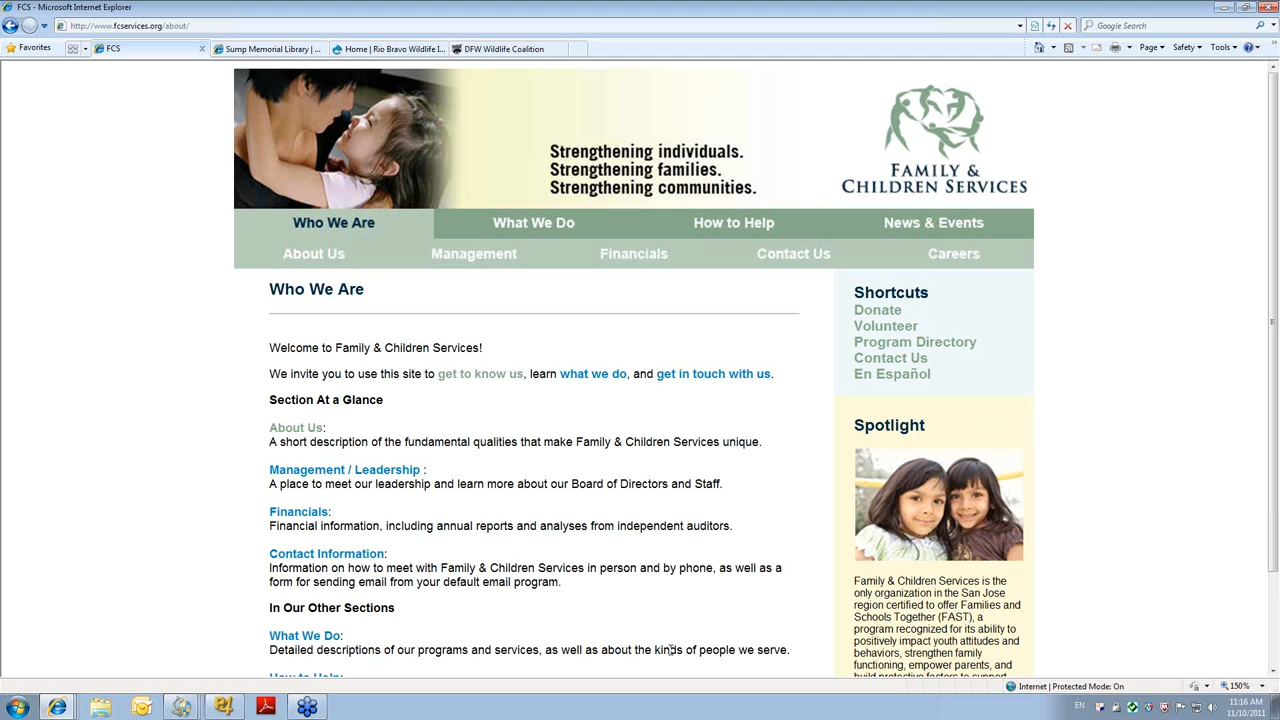 FCS - Microsoft Internet Explorer
http://www.fcservices.org/about/
Google Search
Favorites
FCS
Sump Memorial Library | ...
Home | Rio Bravo Wildlife I...
DFW Wildlife Coalition
Page
Safety
Tools
Strengthening individuals.
Strengthening families.
Strengthening communities.
FAMILY &
CHILDREN SERVICES
Who We Are
What We Do
How to Help
News & Events
About Us
Management
Financials
Contact Us
Careers
Who We Are
Welcome to Family & Children Services!
We invite you to use this site to get to know us, learn what we do, and get in touch with us.
Section At a Glance
About Us:
A short description of the fundamental qualities that make Family & Children Services unique.
Management / Leadership :
A place to meet our leadership and learn more about our Board of Directors and Staff.
Financials:
Financial information, including annual reports and analyses from independent auditors.
Contact Information:
Information on how to meet with Family & Children Services in person and by phone, as well as a
form for sending email from your default email program.
In Our Other Sections
What We Do:
Detailed descriptions of our programs and services, as well as about the kinds of people we serve.
How to Help:
Shortcuts
Donate
Volunteer
Program Directory
Contact Us
En Español
Spotlight
Family & Children Services is the
only organization in the San Jose
region certified to offer Families and
Schools Together (FAST), a
program recognized for its ability to
positively impact youth attitudes and
behaviors, strengthen family
functioning, empower parents, and
build protective factors to support
Internet | Protected Mode: On
150%
EN
11:16 AM
11/10/2011